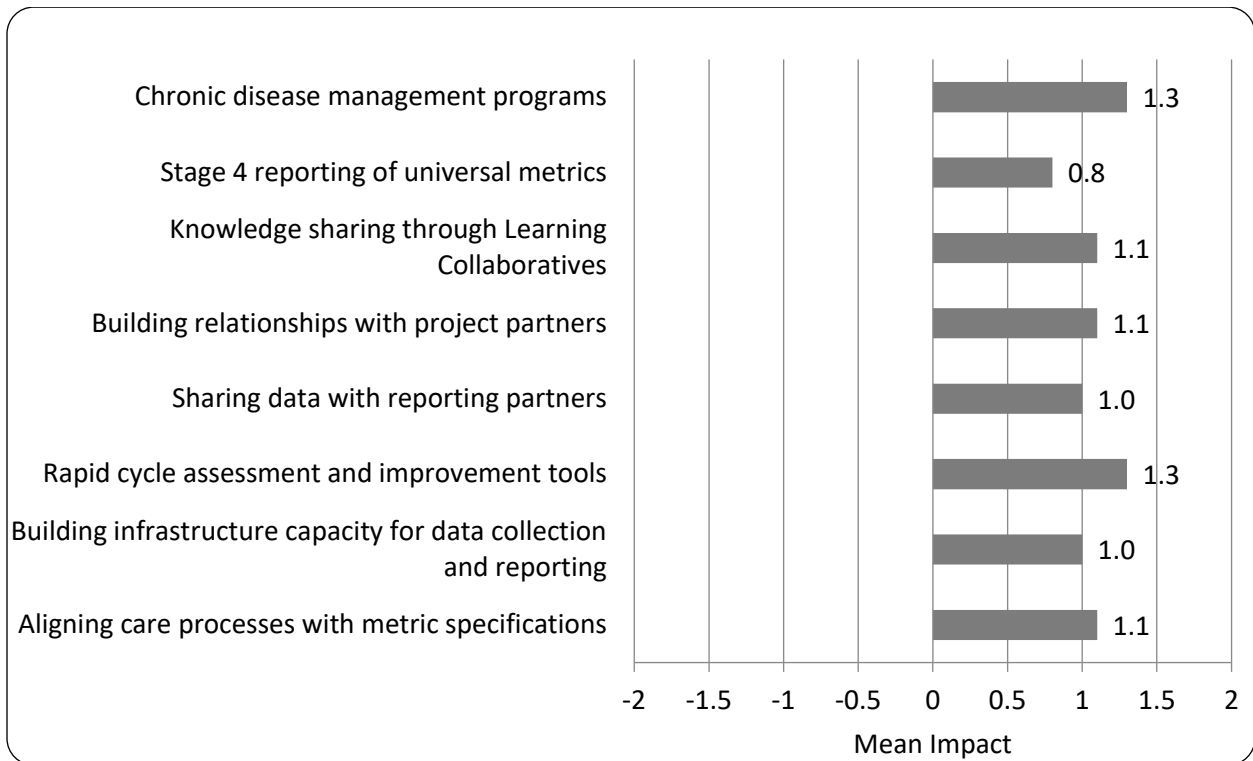 Chronic disease management programs
1.3
Stage 4 reporting of universal metrics
0.8
Knowledge sharing through Learning
Collaboratives
1.1
Building relationships with project partners
1.1
Sharing data with reporting partners
1.0
Rapid cycle assessment and improvement tools
1.3
Building infrastructure capacity for data collection
and reporting
1.0
Aligning care processes with metric specifications
1.1
-2 -1.5 -1 -0.5 0 0.5 1 1.5 2
Mean Impact